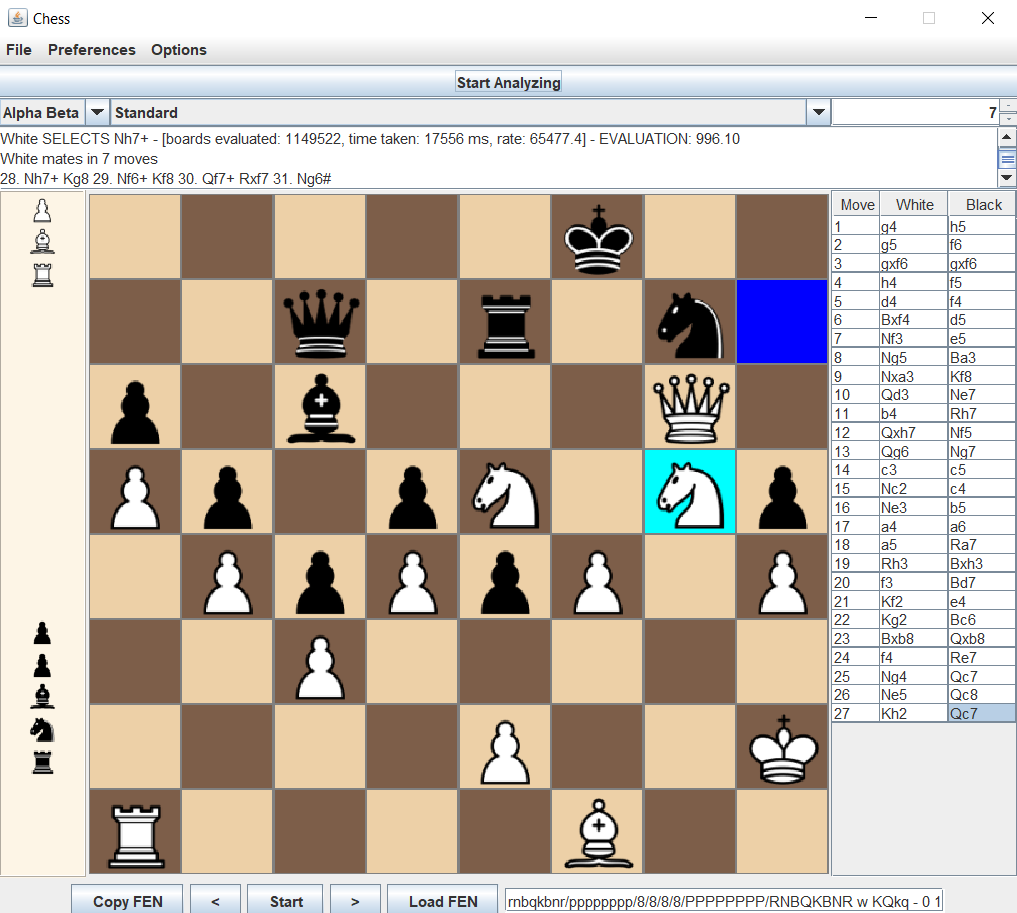 Chess
File Preferences Options
Start Analyzing
Alpha Beta Standard 7
White SELECTS Nh7+ - [boards evaluated: 1149522, time taken: 17556 ms, rate: 65477.4] - EVALUATION: 996.10
White mates in 7 moves
28. Nh7+ Kg8 29. Nf6+ Kf8 30. Qf7+ Rxf7 31. Ng6#
Move White Black
1 g4 h5
2 g5 f6
3 gxf6 gxf6
4 h4 f5
5 d4 f4
6 Bxf4 d5
7 Nf3 e5
8 Ng5 Ba3
9 Nxa3 Kf8
10 Qd3 Ne7
11 b4 Rh7
12 Qxh7 Nf5
13 Qg6 Ng7
14 c3 c5
15 Nc2 c4
16 Ne3 b5
17 a4 a6
18 a5 Ra7
19 Rh3 Bxh3
20 f3 Bd7
21 Kf2 e4
22 Kg2 Bc6
23 Bxb8 Qxb8
24 f4 Re7
25 Ng4 Qc7
26 Ne5 Qc8
27 Kh2 Qc7
Copy FEN < Start > Load FEN rnbqkbnr/pppppppp/8/8/8/8/PPPPPPPP/RNBQKBNR w KQkq - 0 1